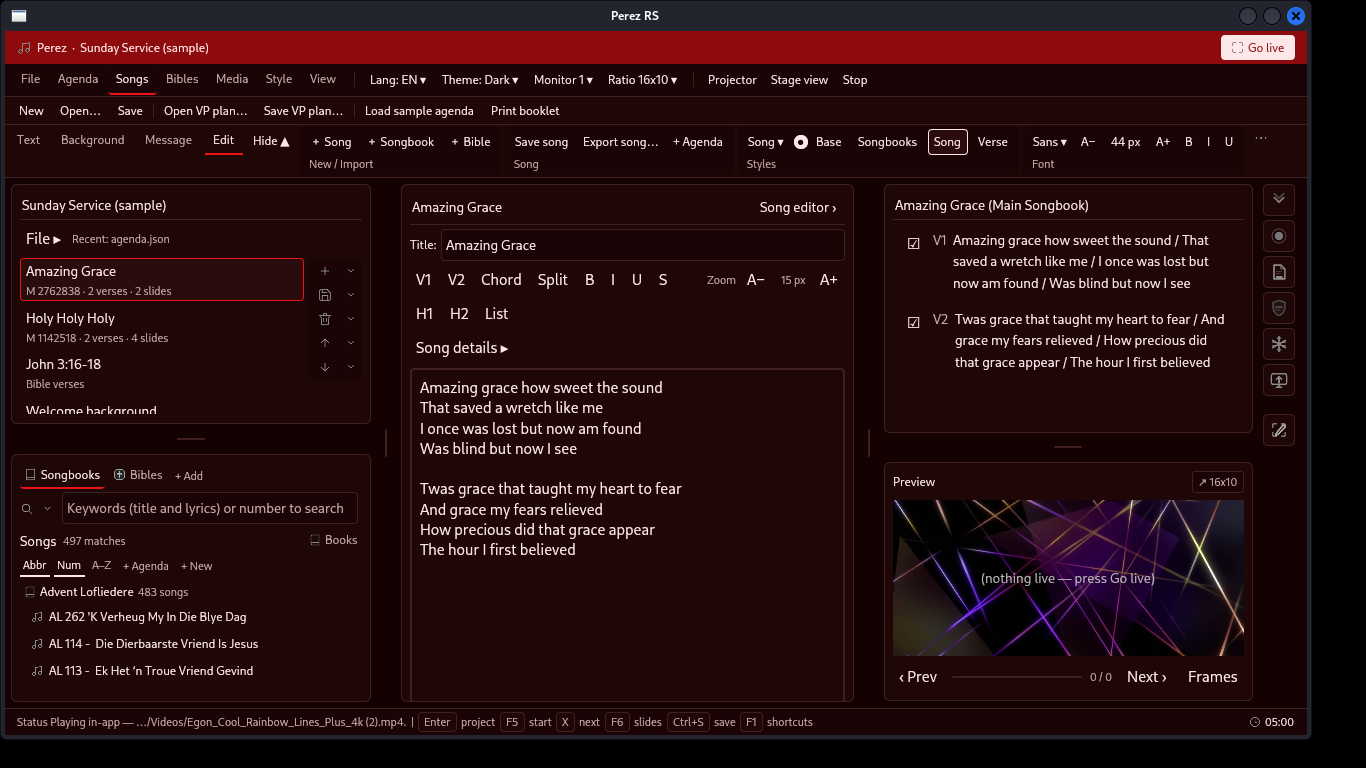 Perez RS
Perez · Sunday Service (sample)
Go live
File Agenda Songs Bibles Media Style View Lang: EN ▾ Theme: Dark ▾ Monitor 1 ▾ Ratio 16x10 ▾ Projector Stage view Stop
New Open... Save Open VP plan... Save VP plan... Load sample agenda Print booklet
Text Background Message Edit Hide ▲ + Song + Songbook + Bible Save song Export song... + Agenda Song ▾ Base Songbooks Song Verse Sans ▾ A− 44 px A+ B I U ...
New / Import Song Styles Font
Sunday Service (sample)
File ▸ Recent: agenda.json
Amazing Grace
M 2762838 · 2 verses · 2 slides
Holy Holy Holy
M 1142518 · 2 verses · 4 slides
John 3:16-18
Bible verses
Welcome background
Songbooks Bibles + Add
Keywords (title and lyrics) or number to search
Songs 497 matches Books
Abbr Num A–Z + Agenda + New
Advent Lofliedere 483 songs
AL 262 'K Verheug My In Die Blye Dag
AL 114 - Die Dierbaarste Vriend Is Jesus
AL 113 - Ek Het 'n Troue Vriend Gevind
Amazing Grace Song editor ›
Title: Amazing Grace
V1 V2 Chord Split B I U S Zoom A− 15 px A+
H1 H2 List
Song details ▸
Amazing grace how sweet the sound
That saved a wretch like me
I once was lost but now am found
Was blind but now I see
Twas grace that taught my heart to fear
And grace my fears relieved
How precious did that grace appear
The hour I first believed
Amazing Grace (Main Songbook)
V1 Amazing grace how sweet the sound / That
saved a wretch like me / I once was lost but
now am found / Was blind but now I see
V2 Twas grace that taught my heart to fear / And
grace my fears relieved / How precious did
that grace appear / The hour I first believed
Preview ↗ 16x10
(nothing live — press Go live)
‹ Prev 0 / 0 Next › Frames
Status Playing in-app — .../Videos/Egon_Cool_Rainbow_Lines_Plus_4k (2).mp4. | Enter project F5 start X next F6 slides Ctrl+S save F1 shortcuts 05:00